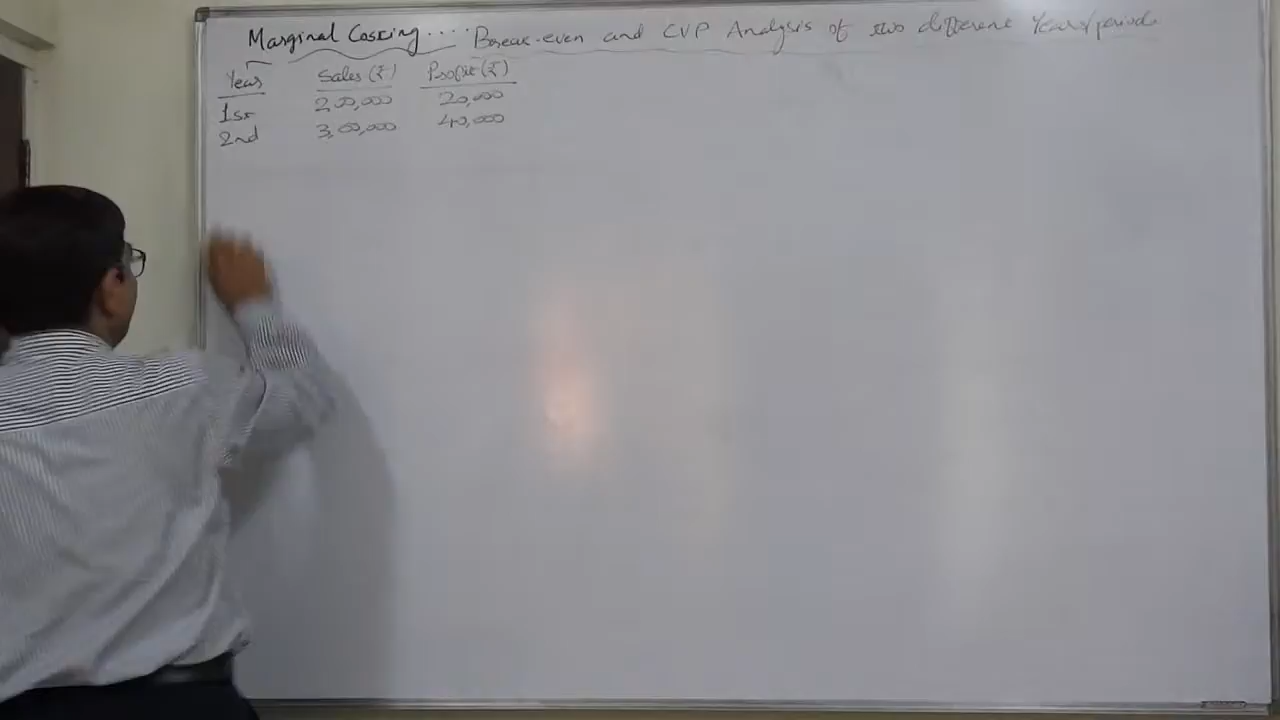 Marginal Costing.... Break-even and CVP Analysis of two different Years/periods
Year Sales (₹) Profit (₹)
1st 2,00,000 20,000
2nd 3,00,000 40,000